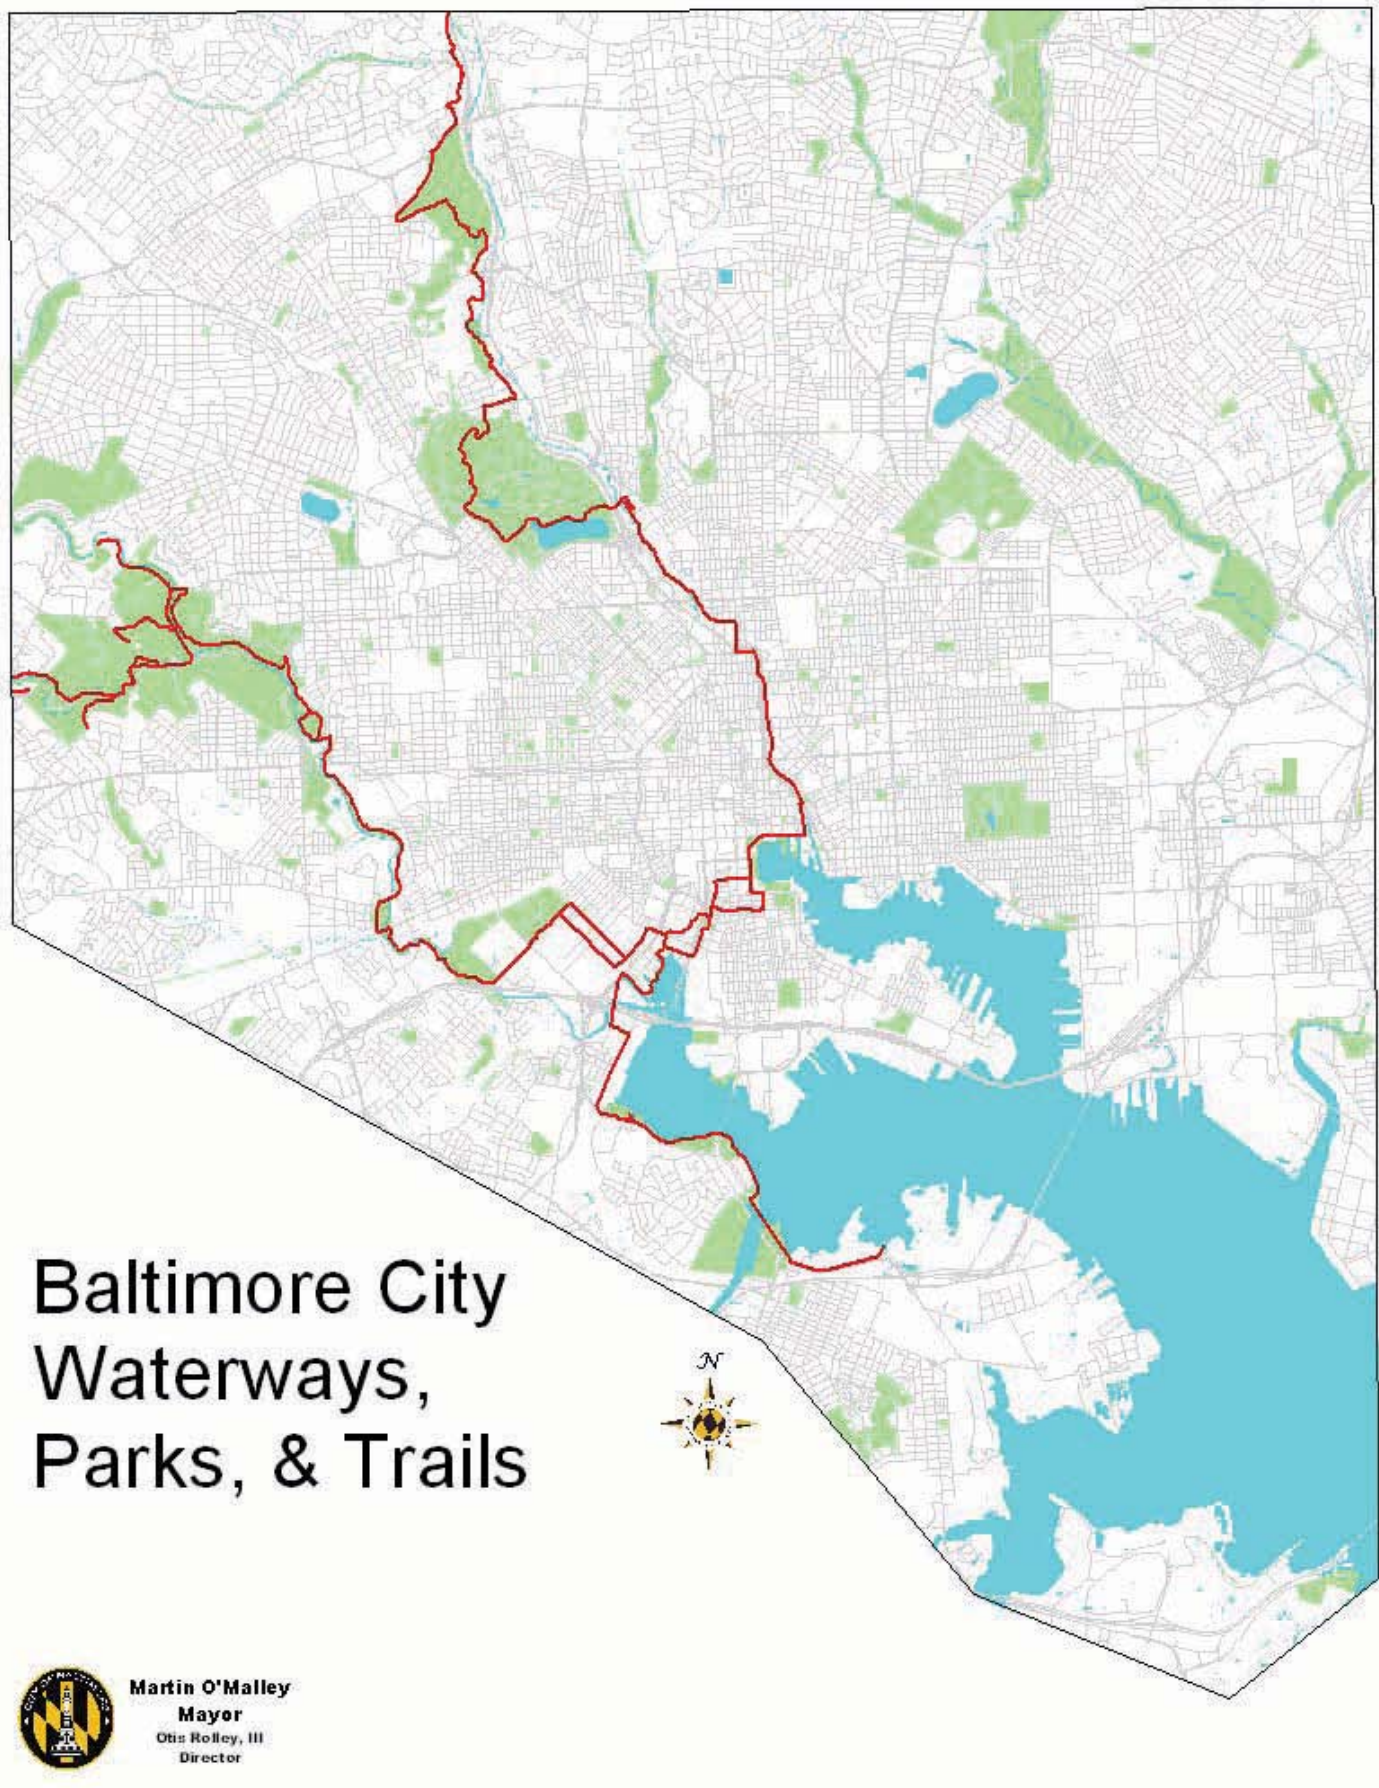 Baltimore City
Waterways,
Parks, & Trails
N
Martin O'Malley
Mayor
Otis Rolley, III
Director